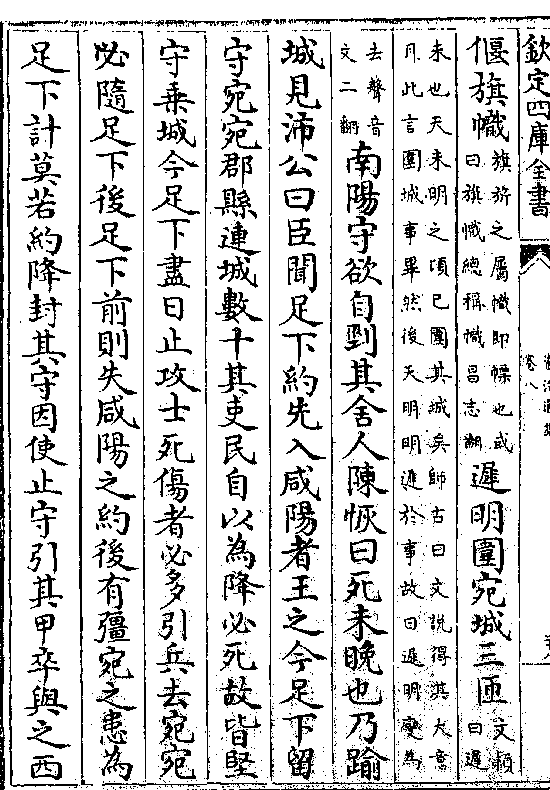 欽定四庫全書
卷八
偃旗幟旗旂之屬幟即幖也或曰旗幟總稱幟昌志翻遲明圍宛城三匝文穎曰遲
未也天未明之頃已圍其城矣師古曰文說得其大意
耳此言圍城事畢然後天明明遲於事故曰遲明變為
去聲音文二翻南陽守欲自剄其舍人陳恢曰死未晚也乃踰
城見沛公曰臣聞足下約先入咸陽者王之今足下留
守宛宛郡縣連城數十其吏民自以為降必死故皆堅
守乗城今足下盡日止攻士死傷者必多引兵去宛宛
必隨足下後足下前則失咸陽之約後有彊宛之患為
足下計莫若約降封其守因使止守引其甲卒與之西